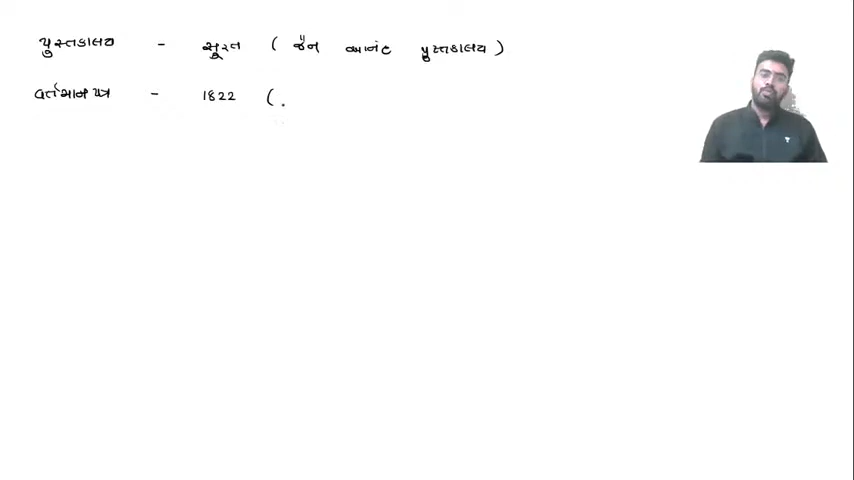 પુસ્તકાલય - સૂરત ( જૈન આનંદ પુસ્તકાલય )
વર્તમાનપત્ર - 1822 (